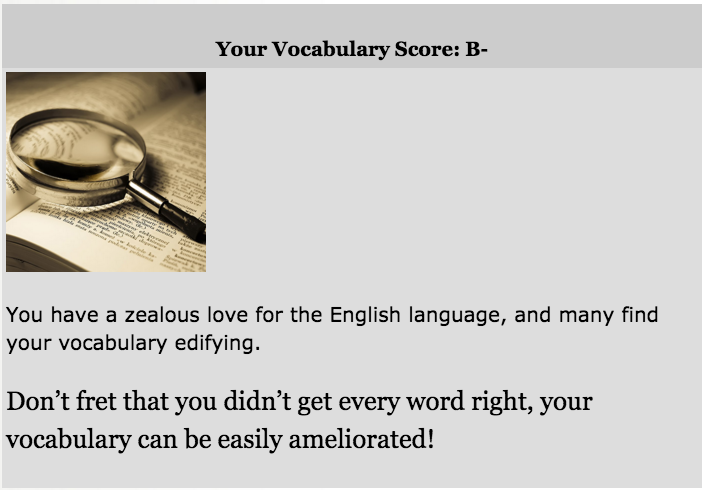 Your Vocabulary Score: B-
You have a zealous love for the English language, and many find
your vocabulary edifying.
Don’t fret that you didn’t get every word right, your
vocabulary can be easily ameliorated!